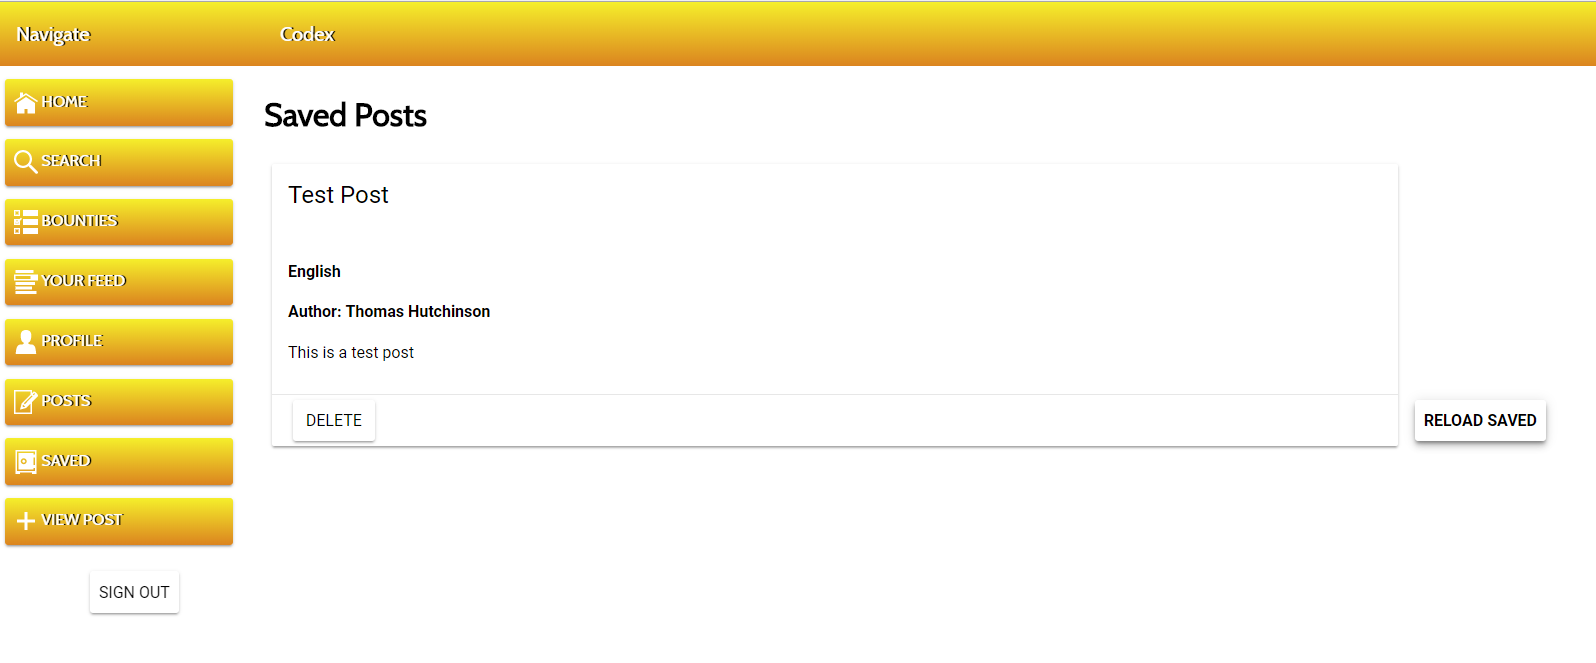 Navigate
Codex
HOME
SEARCH
BOUNTIES
YOUR FEED
PROFILE
POSTS
SAVED
VIEW POST
SIGN OUT
Saved Posts
Test Post
English
Author: Thomas Hutchinson
This is a test post
DELETE
RELOAD SAVED